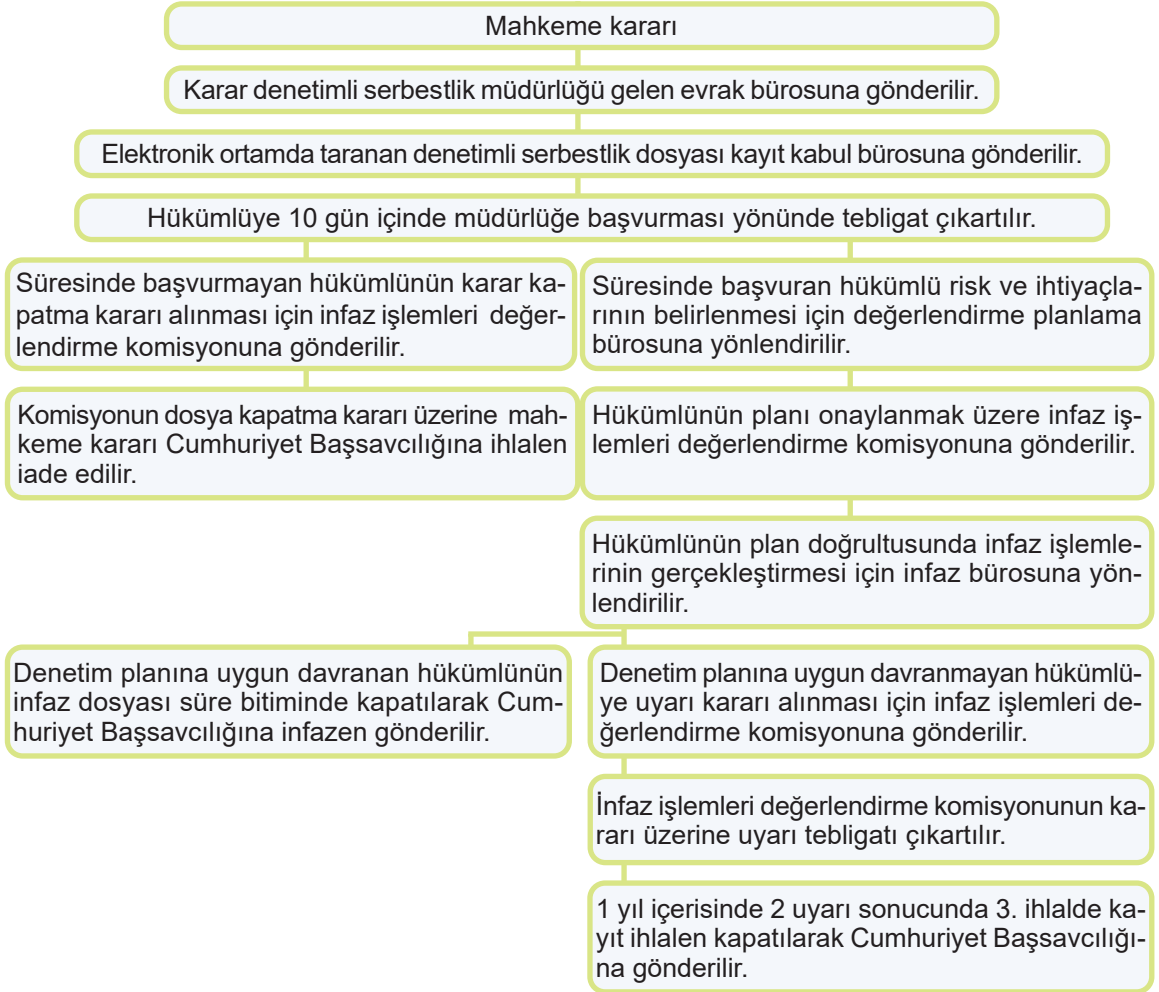 Mahkeme kararı
Karar denetimli serbestlik müdürlüğü gelen evrak bürosuna gönderilir.
Elektronik ortamda taranan denetimli serbestlik dosyası kayıt kabul bürosuna gönderilir.
Hükümlüye 10 gün içinde müdürlüğe başvurması yönünde tebligat çıkartılır.
Süresinde başvurmayan hükümlünün karar ka-
patma kararı alınması için infaz işlemleri değer-
lendirme komisyonuna gönderilir.
Süresinde başvuran hükümlü risk ve ihtiyaçla-
rının belirlenmesi için değerlendirme planlama
bürosuna yönlendirilir.
Komisyonun dosya kapatma kararı üzerine mah-
keme kararı Cumhuriyet Başsavcılığına ihlalen
iade edilir.
Hükümlünün planı onaylanmak üzere infaz iş-
lemleri değerlendirme komisyonuna gönderilir.
Hükümlünün plan doğrultusunda infaz işlemle-
rinin gerçekleştirmesi için infaz bürosuna yön-
lendirilir.
Denetim planına uygun davranan hükümlünün
infaz dosyası süre bitiminde kapatılarak Cum-
huriyet Başsavcılığına infazen gönderilir.
Denetim planına uygun davranmayan hükümlü-
ye uyarı kararı alınması için infaz işlemleri de-
ğerlendirme komisyonuna gönderilir.
İnfaz işlemleri değerlendirme komisyonunun ka-
rarı üzerine uyarı tebligatı çıkartılır.
1 yıl içerisinde 2 uyarı sonucunda 3. ihlalde ka-
yıt ihlalen kapatılarak Cumhuriyet Başsavcılığı-
na gönderilir.